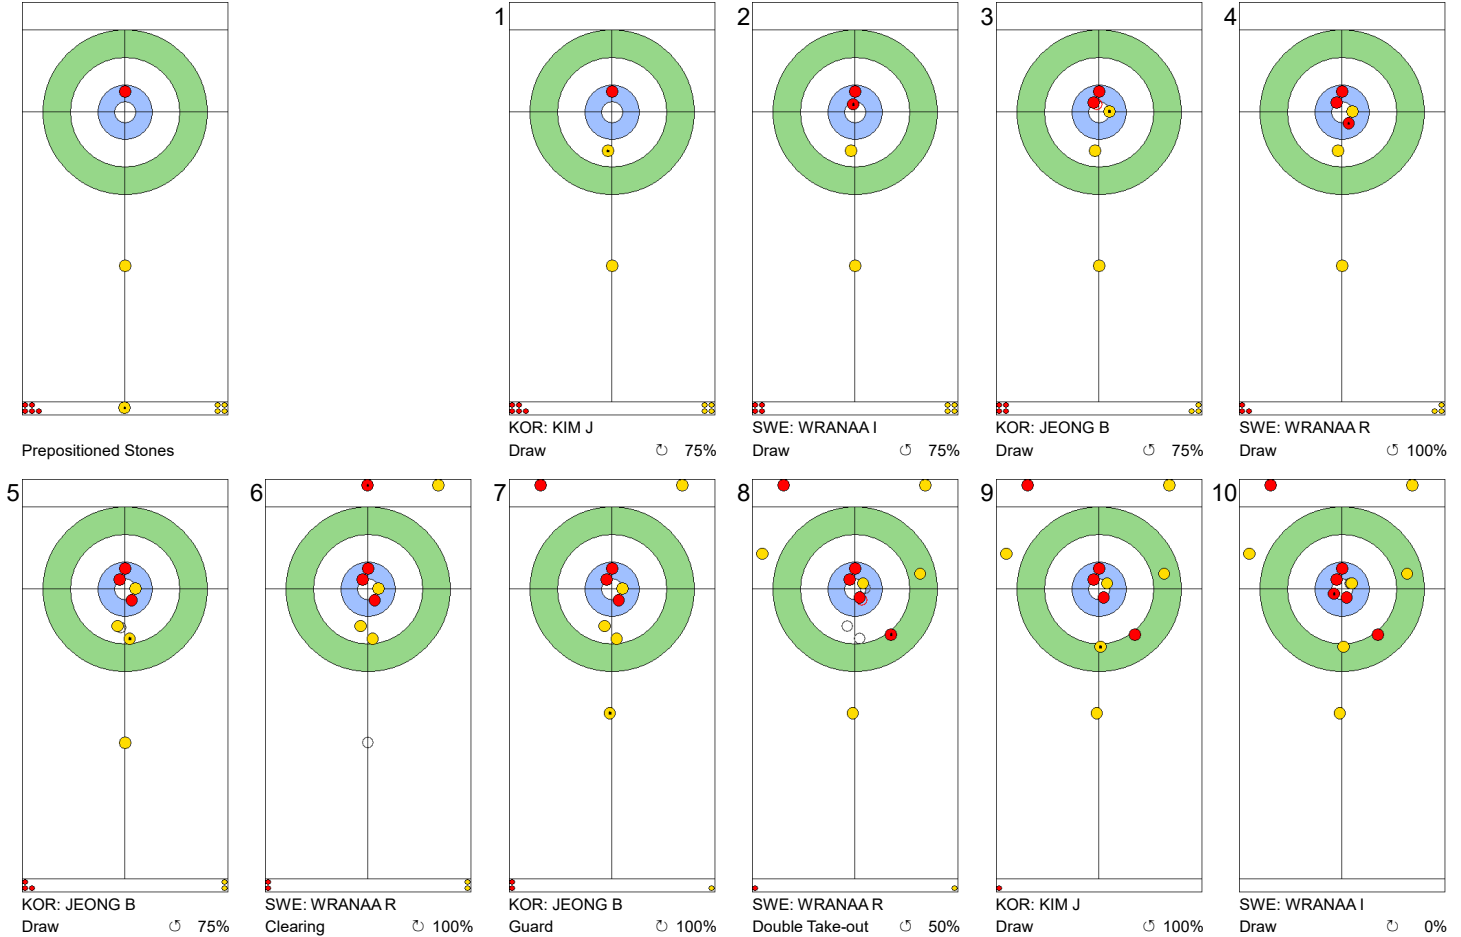 1 2 3 4
KOR: KIM J SWE: WRANAA I KOR: JEONG B SWE: WRANAA R
Prepositioned Stones Draw ↻ 75% Draw ↺ 75% Draw ↺ 75% Draw ↺ 100%
5 6 7 8 9 10
KOR: JEONG B SWE: WRANAA R KOR: JEONG B SWE: WRANAA R KOR: KIM J SWE: WRANAA I
Draw ↺ 75% Clearing ↻ 100% Guard ↻ 100% Double Take-out ↺ 50% Draw ↺ 100% Draw ↻ 0%